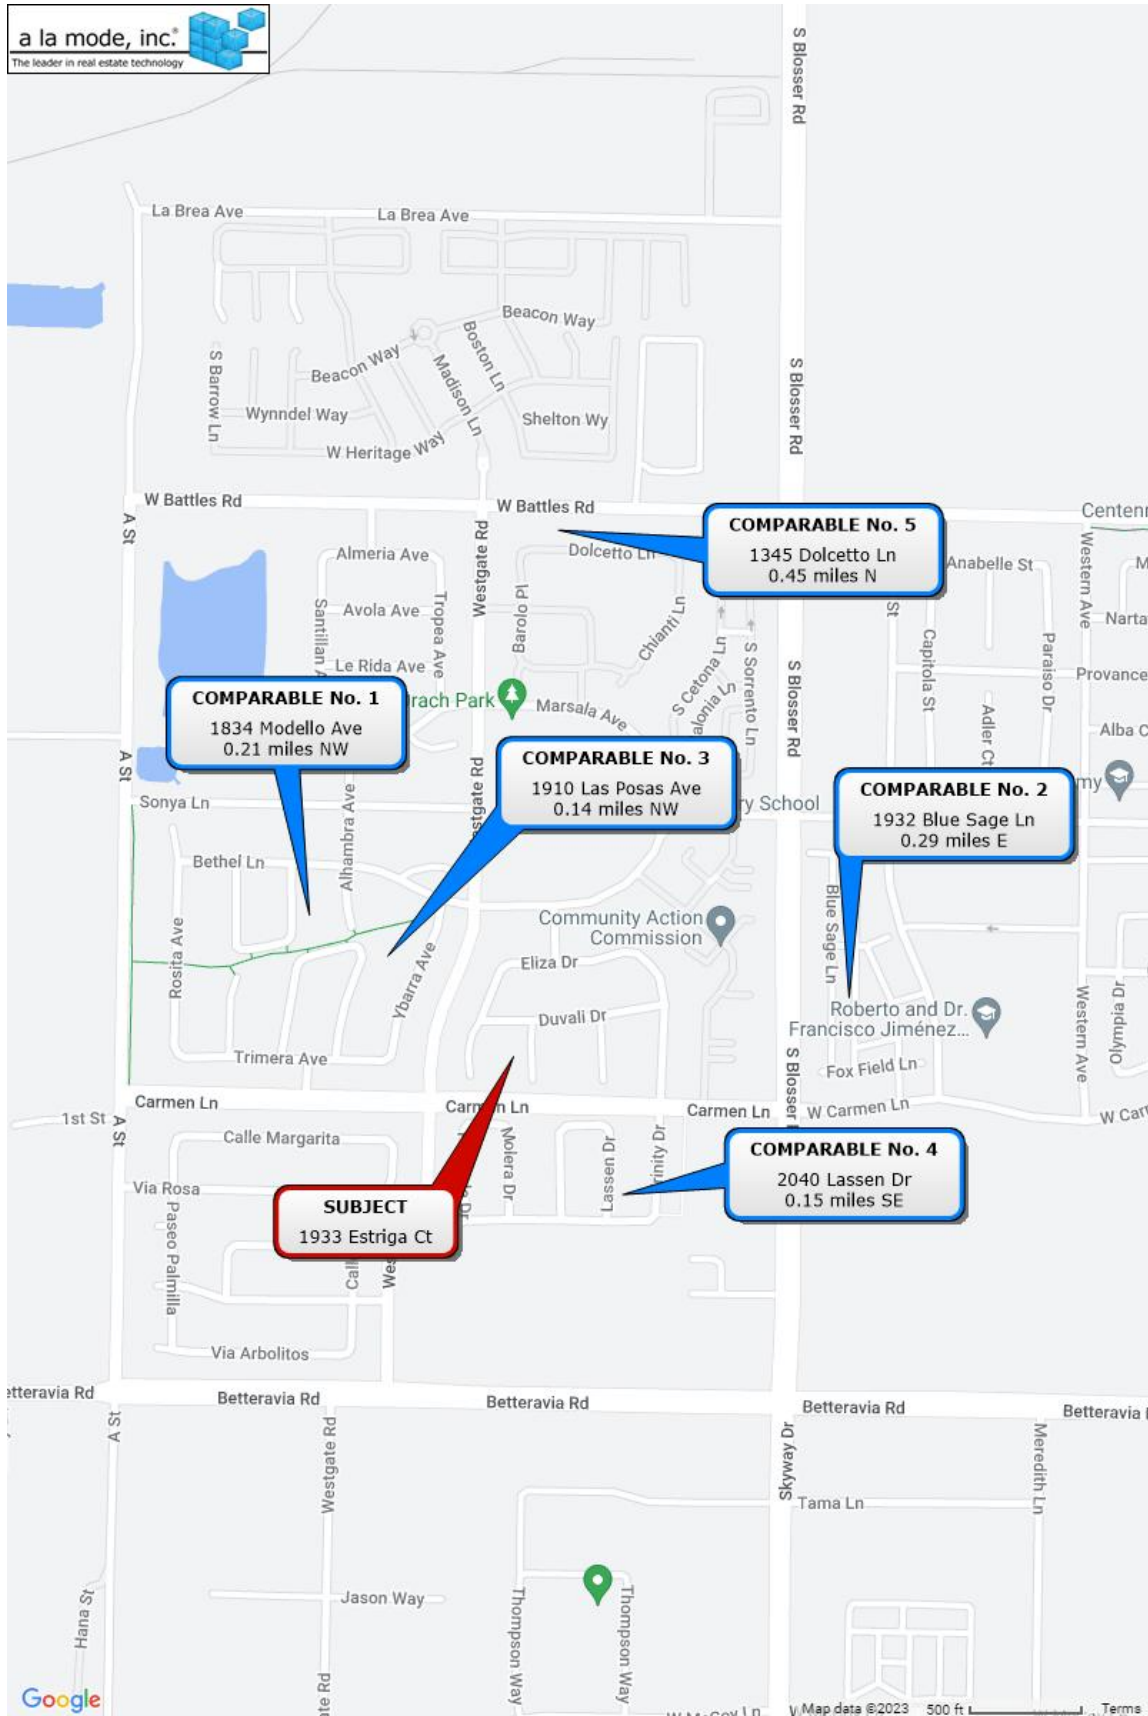 a la mode, inc.®
The leader in real estate technology
S Blosser Rd
La Brea Ave
La Brea Ave
Beacon Way
Boston Ln
Beacon Way
Madison Ln
S Barrow Ln
S Blosser Rd
Wynndel Way
Shelton Wy
W Heritage Way
W Battles Rd
W Battles Rd
A St
COMPARABLE No. 5
1345 Dolcetto Ln
0.45 miles N
Western Ave
Almeria Ave
Dolcetto Ln
Westgate Rd
Anabelle St
Santillan
Avola Ave
Tropea Ave
Barolo Pl
Chianti Ln
St
Capitola St
Paraiso Dr
Le Rida Ave
S Cetona Ln
S Sorrento Ln
S Blosser Rd
Provance
COMPARABLE No. 1
1834 Modello Ave
0.21 miles NW
Park
Marsala Ave
Adler Ct
Alba C
A St
COMPARABLE No. 3
1910 Las Posas Ave
0.14 miles NW
Sonya Ln
School
COMPARABLE No. 2
1932 Blue Sage Ln
0.29 miles E
Alhambra Ave
Bethel Ln
Rosita Ave
Community Action
Commission
Blue Sage Ln
Ybarra Ave
Eliza Dr
Duvali Dr
Roberto and Dr.
Francisco Jiménez...
Western Ave
Olympia Dr
Trimera Ave
Fox Field Ln
S Blosser
Carmen Ln
Carmen Ln
Carmen Ln
W Carmen Ln
1st St
A St
Calle Margarita
Molera Dr
Lassen Dr
COMPARABLE No. 4
2040 Lassen Dr
0.15 miles SE
Via Rosa
Paseo Palmilla
SUBJECT
1933 Estriga Ct
Via Arbolitos
Betteravia Rd
Betteravia Rd
Betteravia Rd
Betteravia
A St
Westgate Rd
Skyway Dr
Meredith Ln
Tama Ln
Hana St
Jason Way
Thompson Way
Thompson Way
Google
Map data ©2023
500 ft
Terms